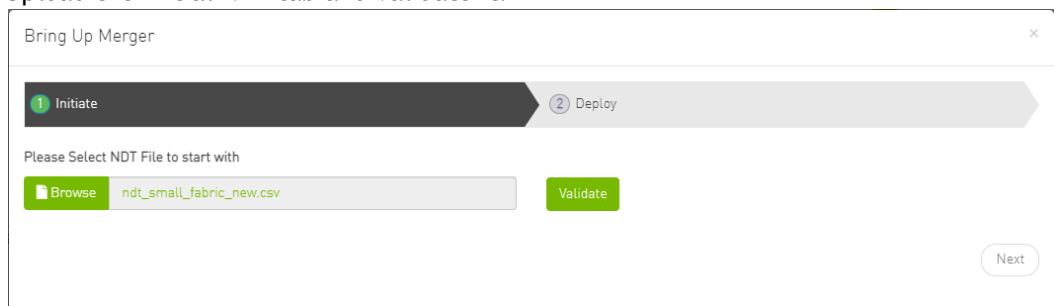 Bring Up Merger
×
1 Initiate
2 Deploy
Please Select NDT File to start with
Browse ndt_small_fabric_new.csv Validate
Next